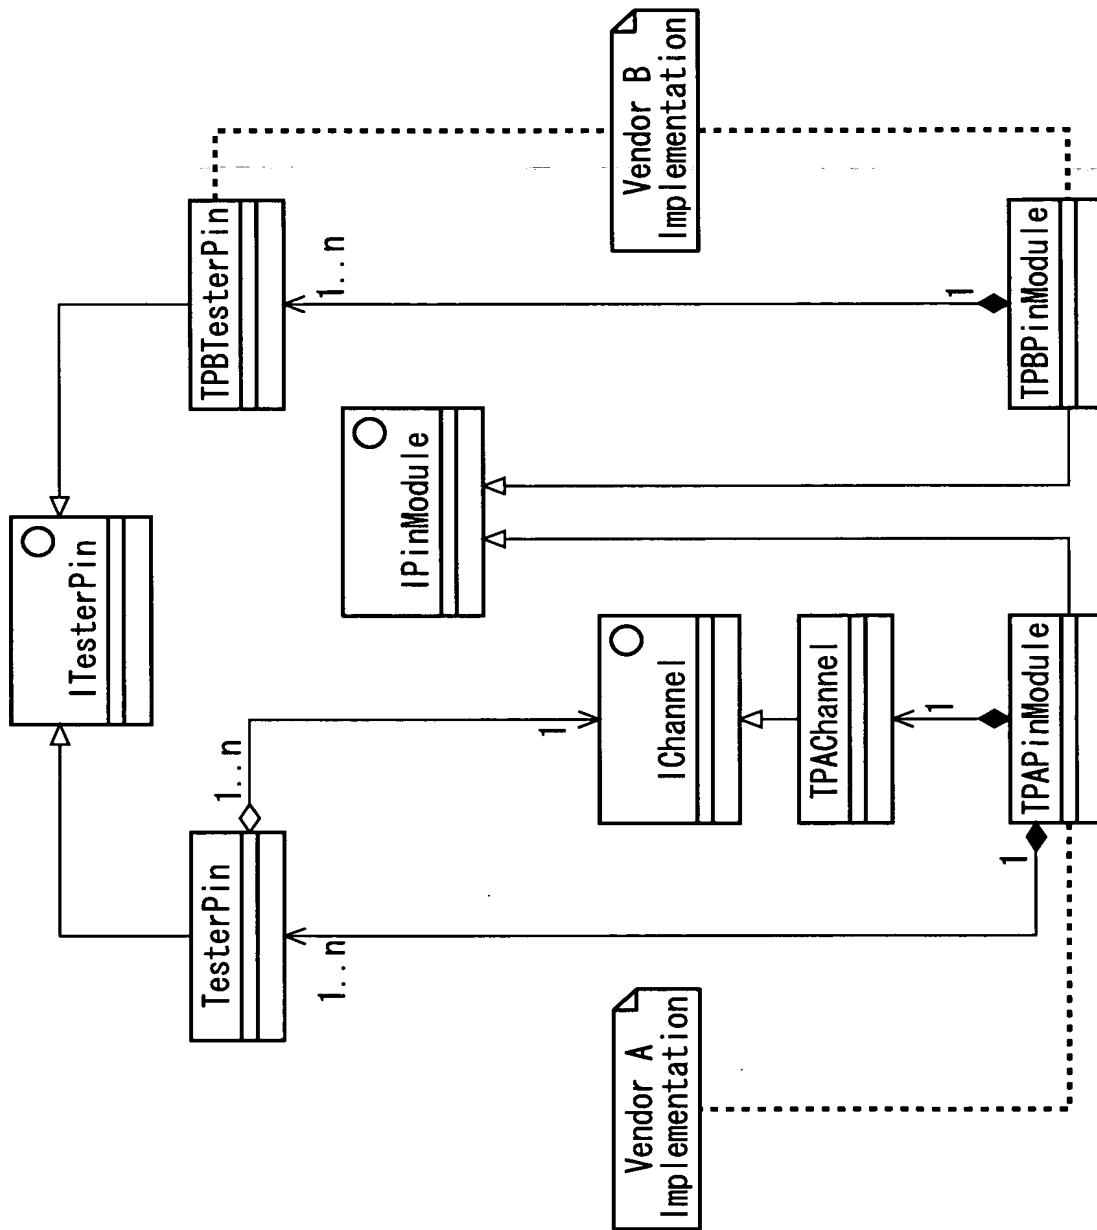 ITesterPin
TesterPin
TPBTesterPin
1..n
1..n
1..n
IPinModule
1
IChannel
TPAChannel
1
1
1
TPAPinModule
TPBPinModule
Vendor A
Implementation
Vendor B
Implementation